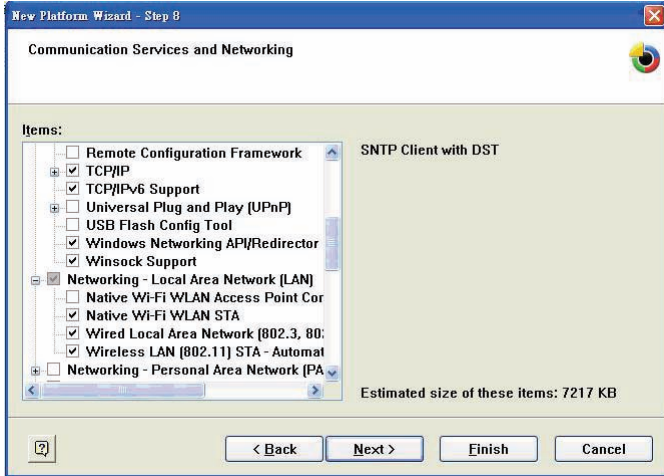 New Platform Wizard - Step 8
Communication Services and Networking
Items:
Remote Configuration Framework
TCP/IP
TCP/IPv6 Support
Universal Plug and Play (UPnP)
USB Flash Config Tool
Windows Networking API/Redirector
Winsock Support
Networking - Local Area Network (LAN)
Native Wi-Fi WLAN Access Point Cor
Native Wi-Fi WLAN STA
Wired Local Area Network (802.3, 80:
Wireless LAN (802.11) STA - Automat
Networking - Personal Area Network (PA
SNTP Client with DST
Estimated size of these items: 7217 KB
?
< Back
Next >
Finish
Cancel